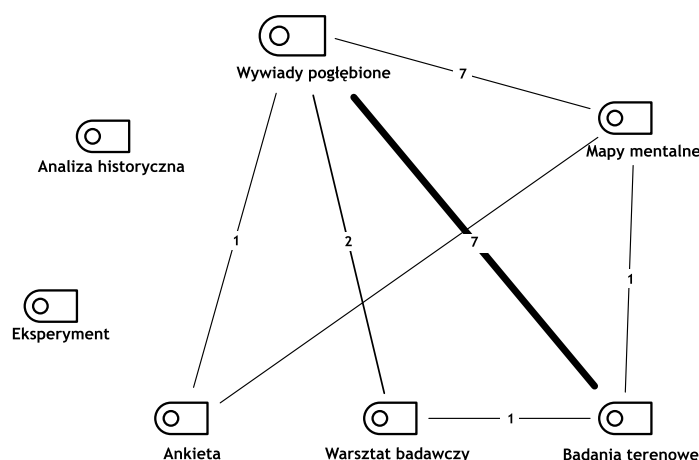 Wywiady pogłębione
7
Mapy mentalne
Analiza historyczna
1
2
7
1
Eksperyment
1
Ankieta
Warsztat badawczy
Badania terenowe